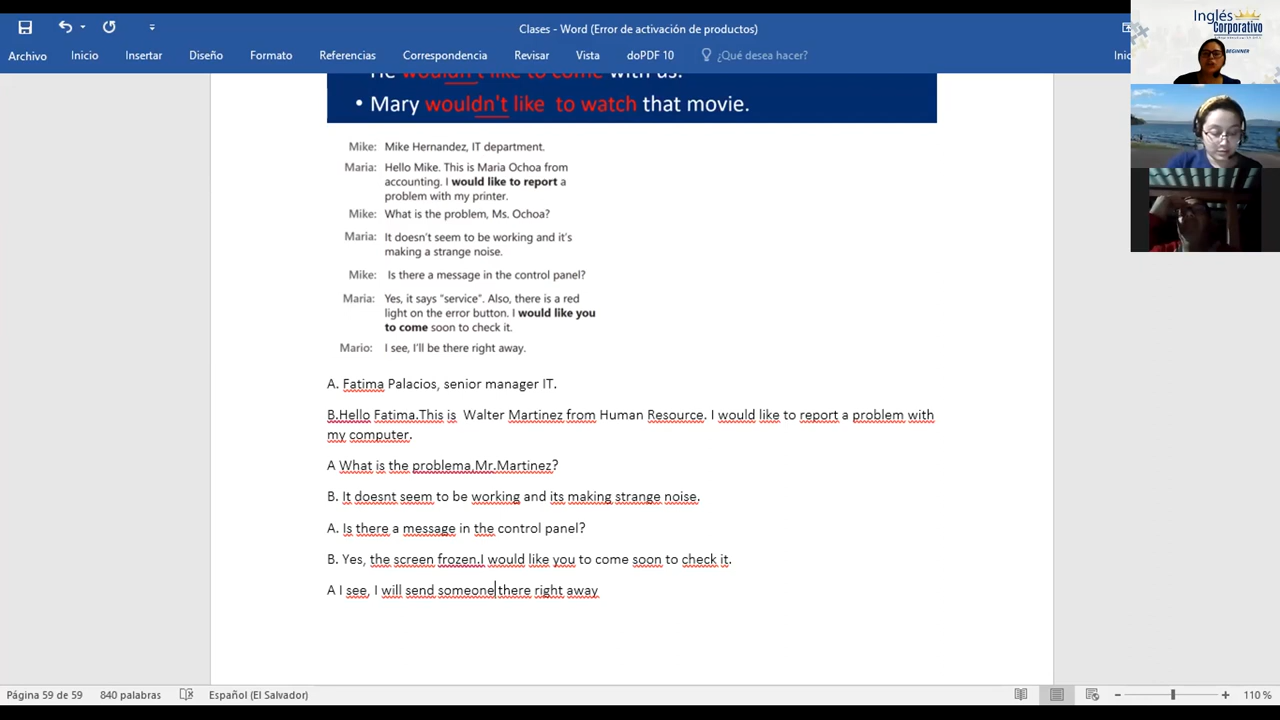 Clases - Word (Error de activación de productos)
Archivo Inicio Insertar Diseño Formato Referencias Correspondencia Revisar Vista doPDF 10 ¿Qué desea hacer?
Inglés
Corporativo
BEGINNER
• He wouldn't like to come with us.
• Mary wouldn't like to watch that movie.
Mike: Mike Hernandez, IT department.
Maria: Hello Mike. This is Maria Ochoa from
accounting. I would like to report a
problem with my printer.
Mike: What is the problem, Ms. Ochoa?
Maria: It doesn't seem to be working and it's
making a strange noise.
Mike: Is there a message in the control panel?
Maria: Yes, it says "service". Also, there is a red
light on the error button. I would like you
to come soon to check it.
Mario: I see, I'll be there right away.
A. Fatima Palacios, senior manager IT.
B.Hello Fatima.This is Walter Martinez from Human Resource. I would like to report a problem with
my computer.
A What is the problema,Mr.Martinez?
B. It doesnt seem to be working and its making strange noise.
A. Is there a message in the control panel?
B. Yes, the screen frozen.I would like you to come soon to check it.
A I see, I will send someone there right away
Página 59 de 59 840 palabras Español (El Salvador) 110 %